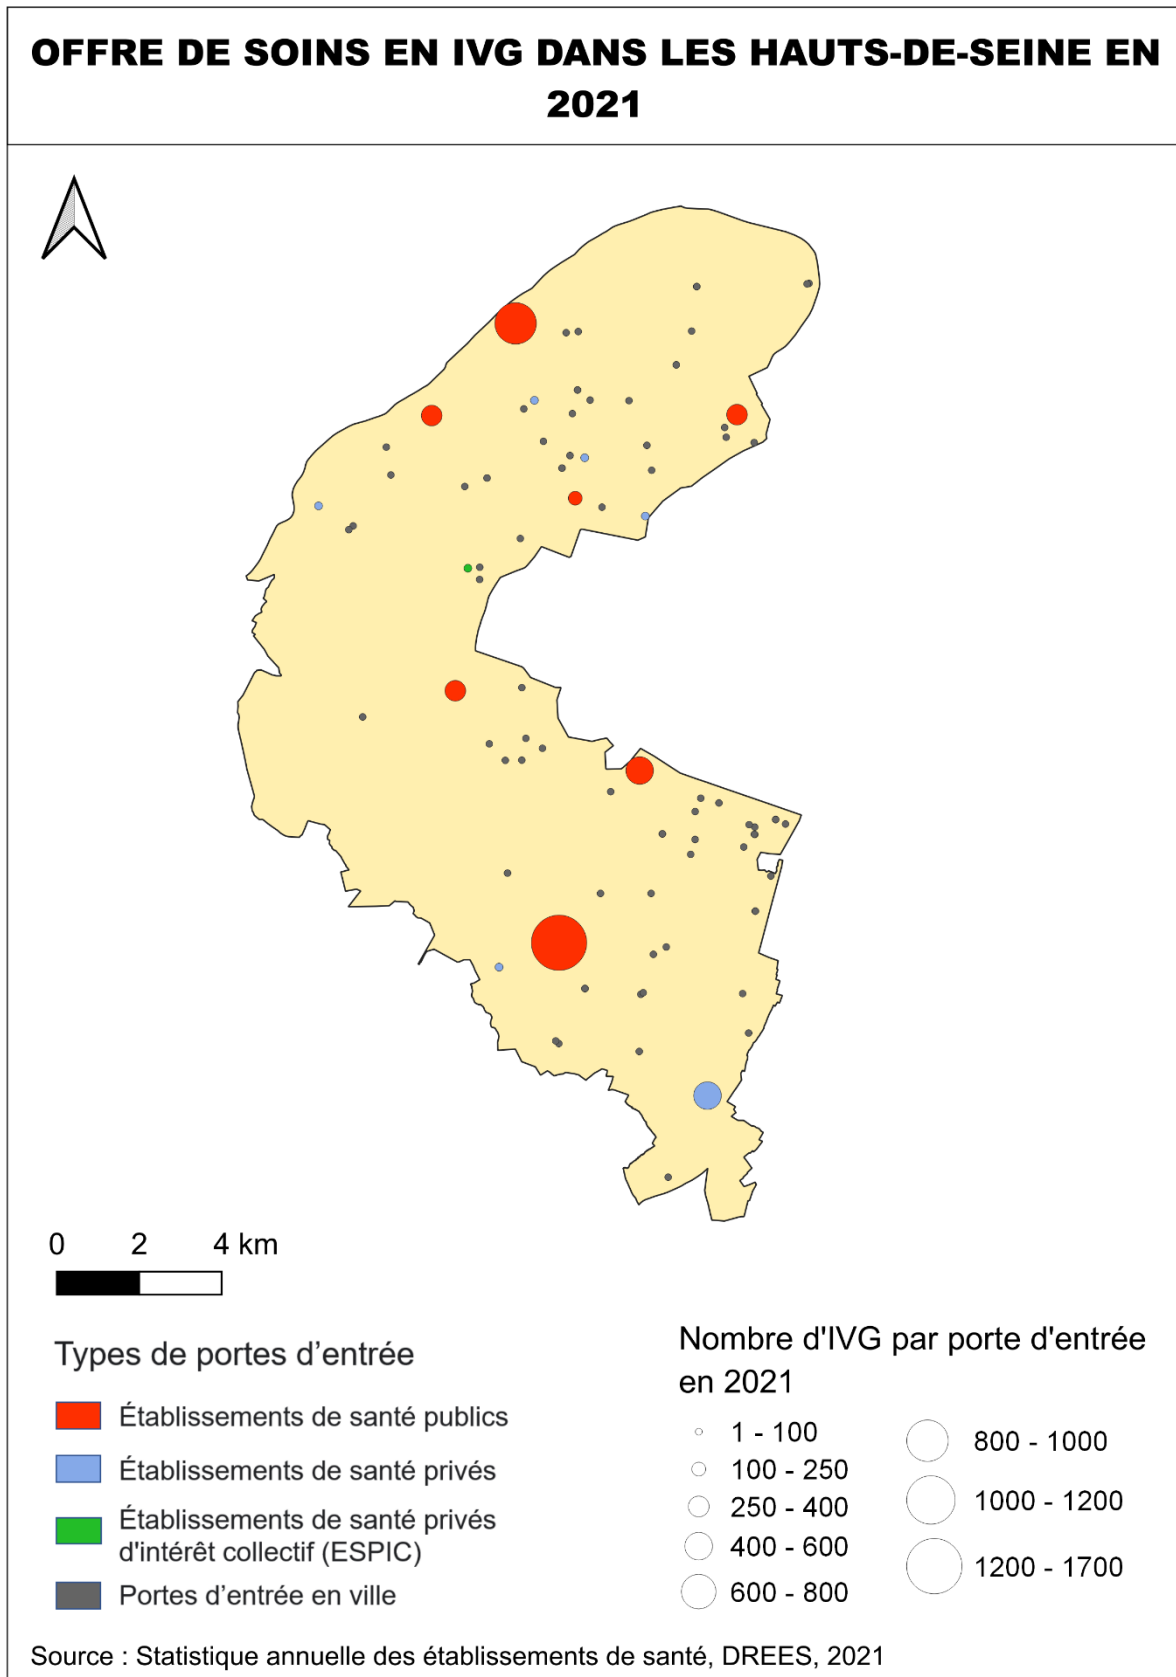 OFFRE DE SOINS EN IVG DANS LES HAUTS-DE-SEINE EN
2021
0 2 4 km
Types de portes d’entrée
Établissements de santé publics
Établissements de santé privés
Établissements de santé privés
d'intérêt collectif (ESPIC)
Portes d’entrée en ville
Nombre d'IVG par porte d'entrée
en 2021
1 - 100
100 - 250
250 - 400
400 - 600
600 - 800
800 - 1000
1000 - 1200
1200 - 1700
Source : Statistique annuelle des établissements de santé, DREES, 2021